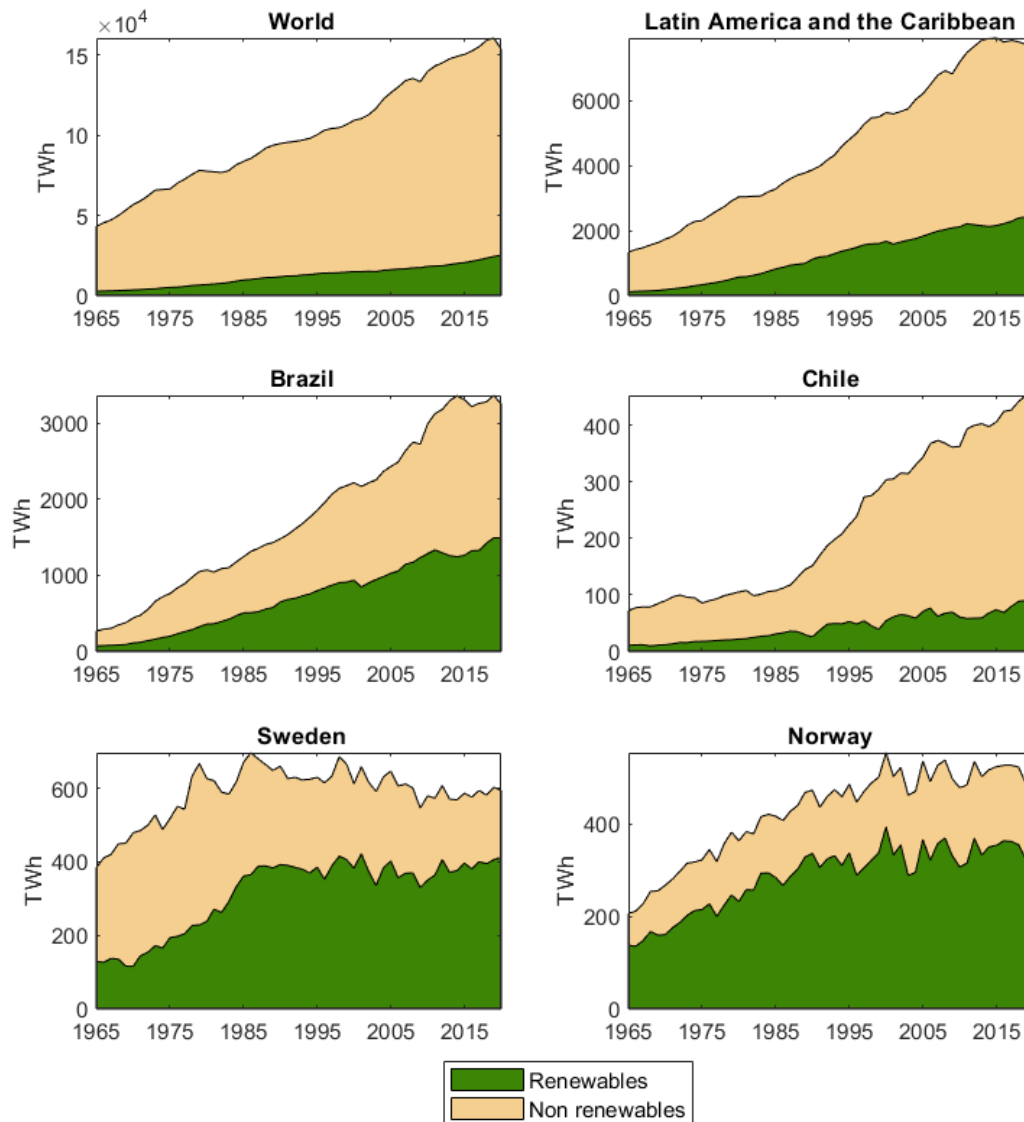 World
×10⁴
15
10
5
0
TWh
1965 1975 1985 1995 2005 2015
Latin America and the Caribbean
6000
4000
2000
0
TWh
1965 1975 1985 1995 2005 2015
Brazil
3000
2000
1000
0
TWh
1965 1975 1985 1995 2005 2015
Chile
400
300
200
100
0
TWh
1965 1975 1985 1995 2005 2015
Sweden
600
400
200
0
TWh
1965 1975 1985 1995 2005 2015
Norway
400
200
0
TWh
1965 1975 1985 1995 2005 2015
Renewables
Non renewables